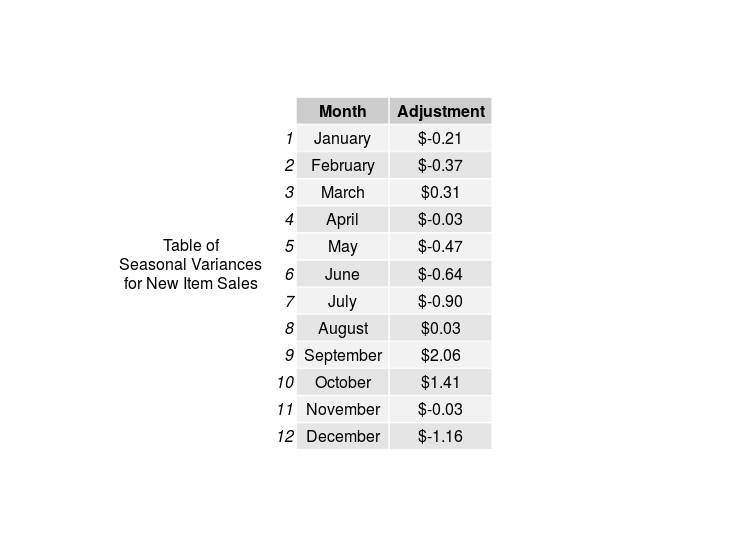 Table of
Seasonal Variances
for New Item Sales
Month Adjustment
1 January $-0.21
2 February $-0.37
3 March $0.31
4 April $-0.03
5 May $-0.47
6 June $-0.64
7 July $-0.90
8 August $0.03
9 September $2.06
10 October $1.41
11 November $-0.03
12 December $-1.16